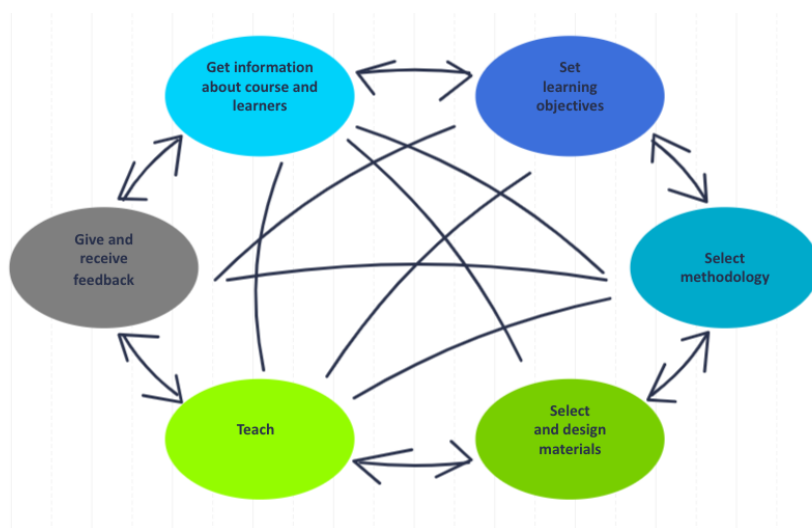 Get information
about course and
learners
Set
learning
objectives
Give and
receive
feedback
Select
methodology
Teach
Select
and design
materials